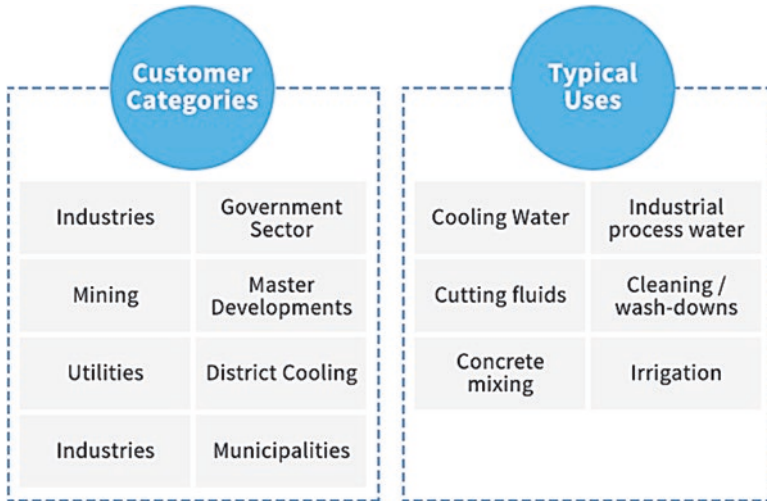 Customer
Categories
Industries
Government
Sector
Mining
Master
Developments
Utilities
District Cooling
Industries
Municipalities
Typical
Uses
Cooling Water
Industrial
process water
Cutting fluids
Cleaning /
wash-downs
Concrete
mixing
Irrigation